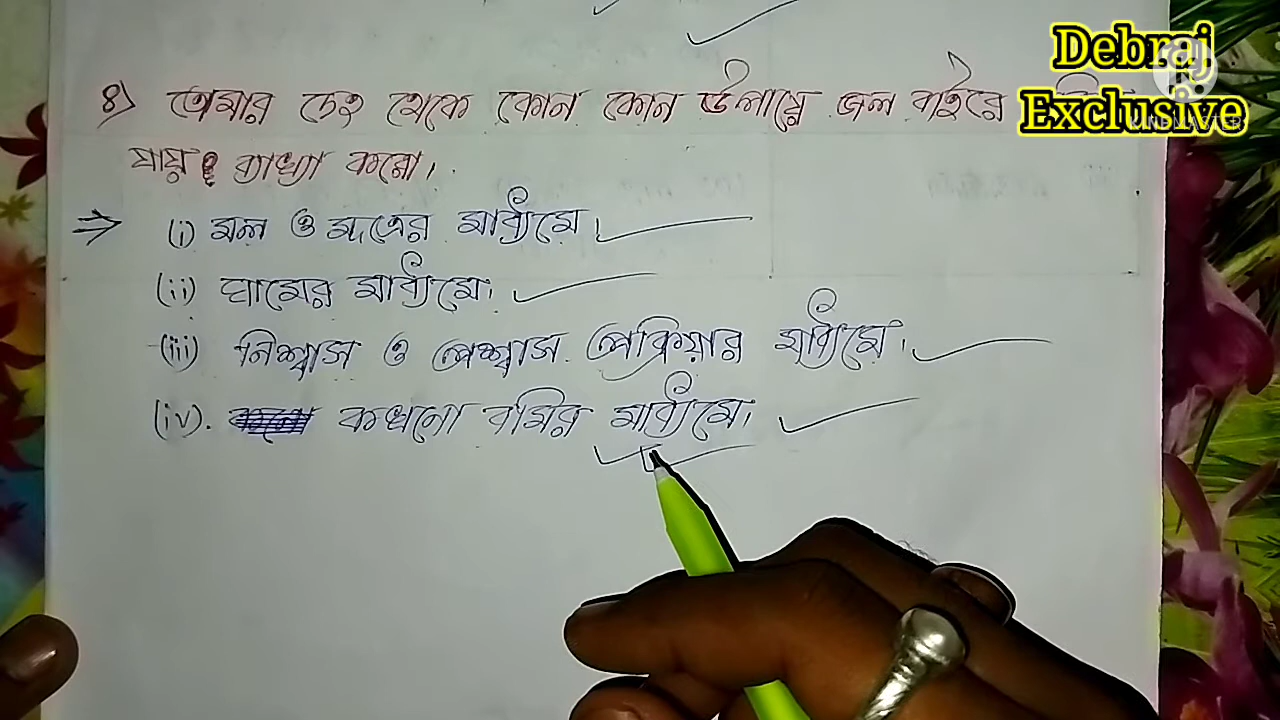 Debraj
Exclusive
৪) তোমার দেহ থেকে কোন কোন উপায়ে জল বাইরে
যায় ? ব্যাখ্যা করো।
⇒ (i) মল ও মূত্রের মাধ্যমে।
(ii) ঘামের মাধ্যমে।
(iii) নিশ্বাস ও প্রশ্বাস প্রক্রিয়ার মাধ্যমে।
(iv). কখনো বমির মাধ্যমে।